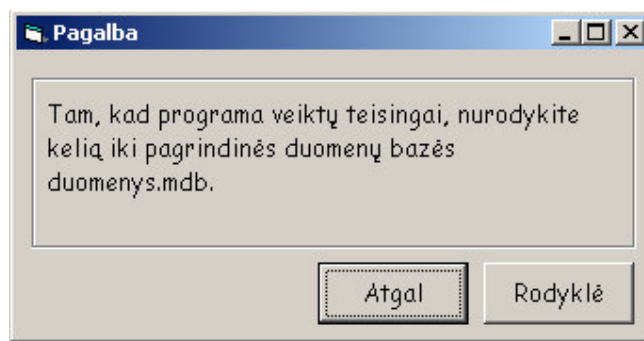 Pagalba
Tam, kad programa veiktų teisingai, nurodykite
kelią iki pagrindinės duomenų bazės
duomenys.mdb.
Atgal
Rodyklė